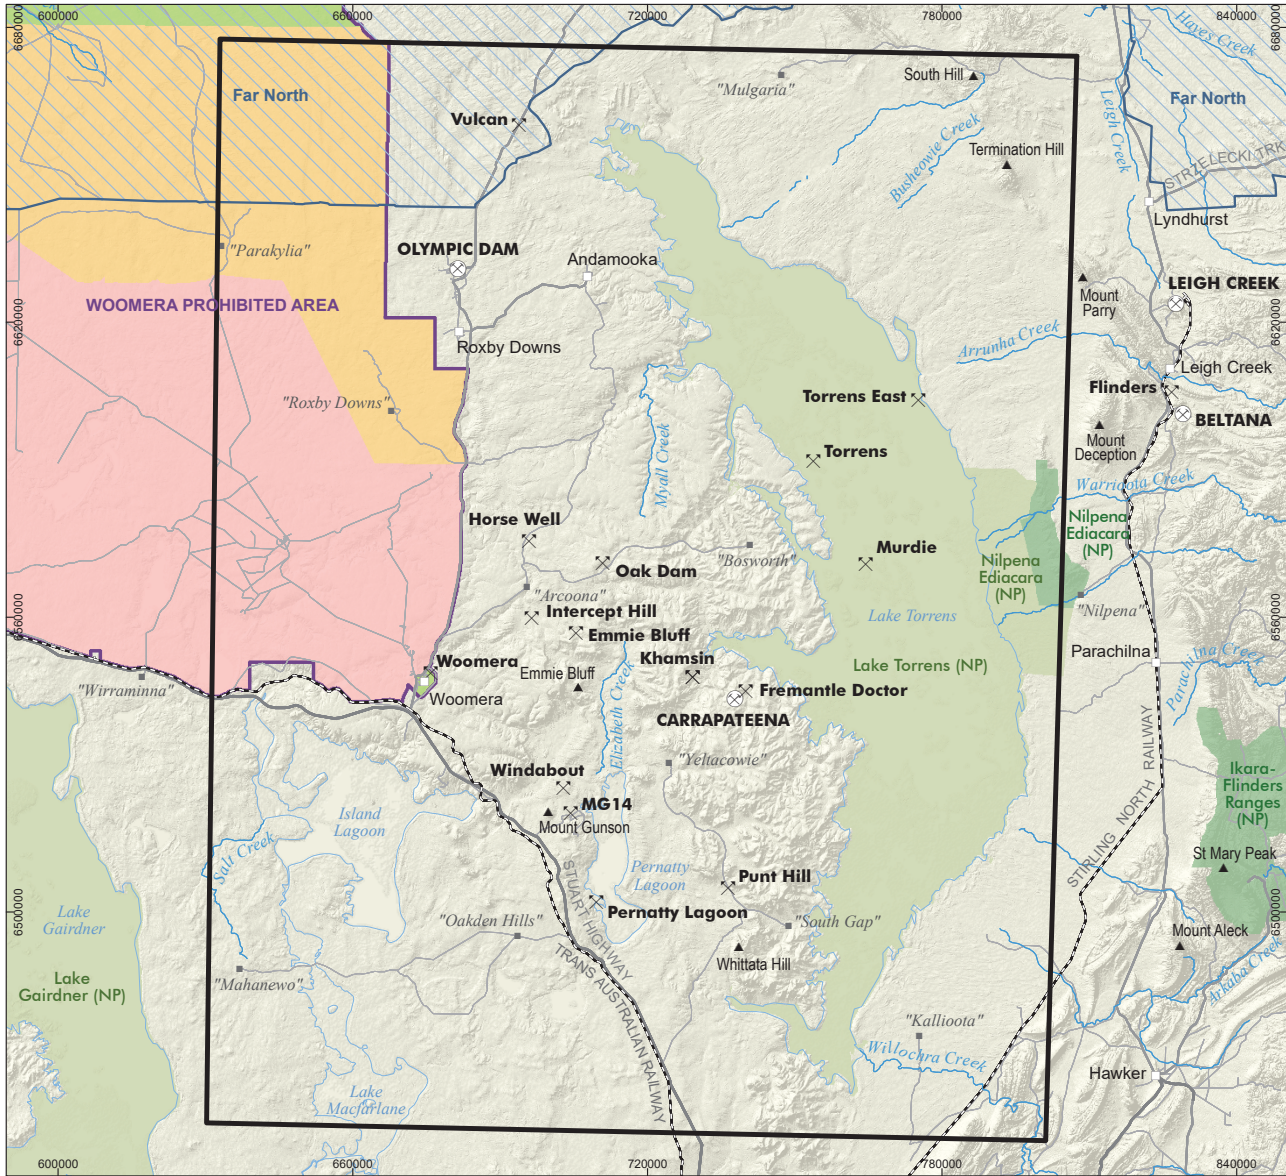 600000
660000
720000
780000
840000
6680000
6680000
Hayes Creek
South Hill
"Mulgaria"
Far North
Far North
Leigh Creek
Vulcan
Busheowie Creek
Termination Hill
STRZELECKI TRK
Lyndhurst
"Parakylia"
OLYMPIC DAM
Andamooka
LEIGH CREEK
Mount
Parry
WOOMERA PROHIBITED AREA
6620000
6620000
Roxby Downs
Arrunha Creek
Leigh Creek
Flinders
"Roxby Downs"
Torrens East
BELTANA
Mount
Deception
Myall Creek
Torrens
Warriota Creek
Horse Well
Nilpena
Ediacara
(NP)
Murdie
"Bosworth"
Oak Dam
Nilpena
Ediacara
(NP)
"Arcoona"
"Nilpena"
Intercept Hill
Lake Torrens
6560000
6560000
Emmie Bluff
Khamsin
Parachilna
Woomera
Lake Torrens (NP)
Emmie Bluff
Parachilna Creek
"Wirraminna"
Woomera
Fremantle Doctor
Elizabeth Creek
CARRAPATEENA
"Yeltacowie"
Windabout
Ikara-
Flinders
Ranges
(NP)
MG14
Island
Lagoon
Mount Gunson
STIRLING NORTH RAILWAY
Salt Creek
St Mary Peak
Pernatty
Lagoon
Punt Hill
STUART HIGHWAY
Pernatty Lagoon
Lake
Gairdner
"Oakden Hills"
"South Gap"
6500000
6500000
Mount Aleck
TRANS AUSTRALIAN RAILWAY
Whittata Hill
Arkaba Creek
Lake
Gairdner (NP)
"Mahanewo"
"Kallioota"
Willochra Creek
Hawker
Lake
Macfarlane
600000
660000
720000
780000
840000